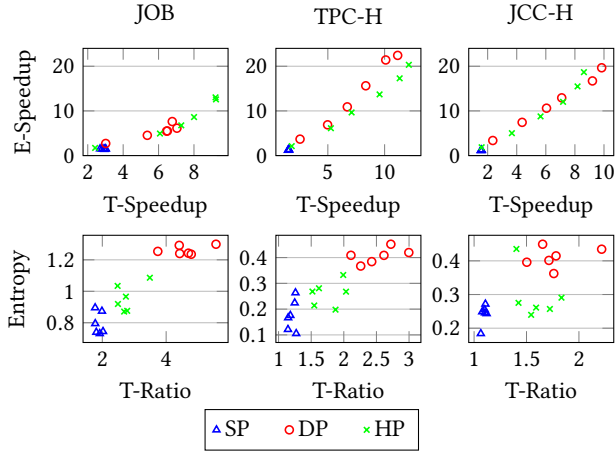 JOB TPC-H JCC-H
E-Speedup
20 20 20
10 10 10
0 0 0
2 4 6 8 5 10 2 4 6 8 10
T-Speedup T-Speedup T-Speedup
Entropy
1.2 0.4 0.4
1 0.3 0.3
0.8 0.2 0.2
0.1
2 4 1 1.5 2 2.5 3 1 1.5 2
T-Ratio T-Ratio T-Ratio
SP DP HP